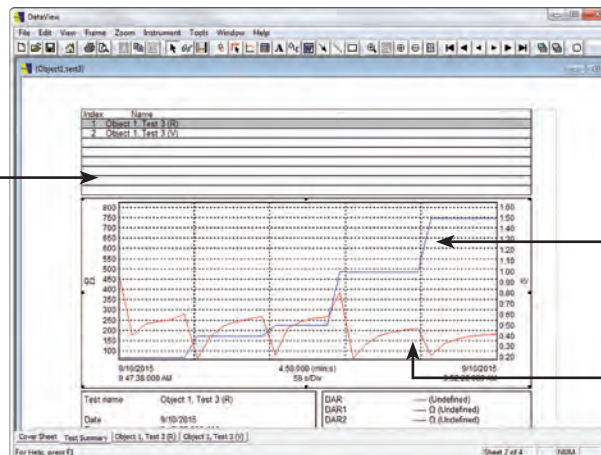 DataView
File Edit View Frame Zoom Instrument Tools Window Help
(Object1,test3)
Index Name
1 Object 1, Test 3 (R)
2 Object 1, Test 3 (V)
800
750
700
650
600
550
500
450
400
350
300
250
200
150
100
1.60
1.50
1.40
1.30
1.20
1.10
1.00
0.90
0.80
0.70
0.60
0.50
0.40
0.30
0.20
kV
9/10/2015 4:50.000 (min:s) 9/10/2015
9:47:38.000 AM 58 s/Div
Test name Object 1, Test 3 (R)
Date 9/10/2015
DAR --- (Undefined)
DAR1 --- Ω (Undefined)
DAR2 --- Ω (Undefined)
Cover Sheet Test Summary Object 1, Test 3 (R) Object 1, Test 3 (V)
For Help, press F1 Sheet 2 of 4 NUM